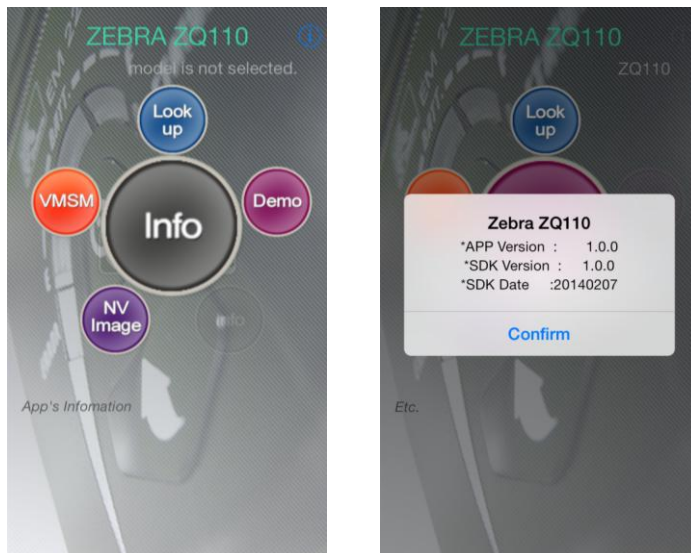 ZEBRA ZQ110
model is not selected.
Look
up
VMSM
Info
Demo
NV
Image
info
App's Infomation
ZEBRA ZQ110
ZQ110
Look
up
Zebra ZQ110
*APP Version : 1.0.0
*SDK Version : 1.0.0
*SDK Date :20140207
Confirm
Etc.